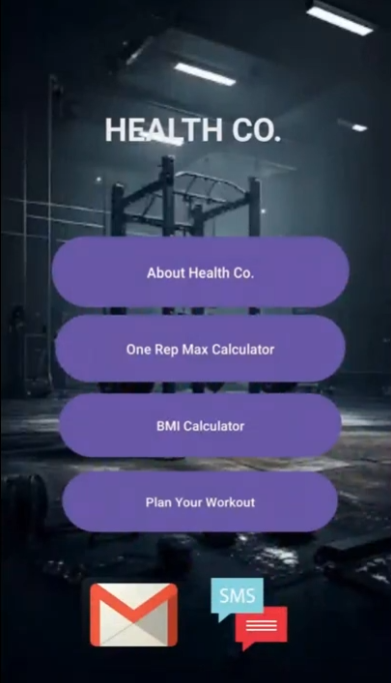 HEALTH CO.
About Health Co.
One Rep Max Calculator
BMI Calculator
Plan Your Workout
SMS